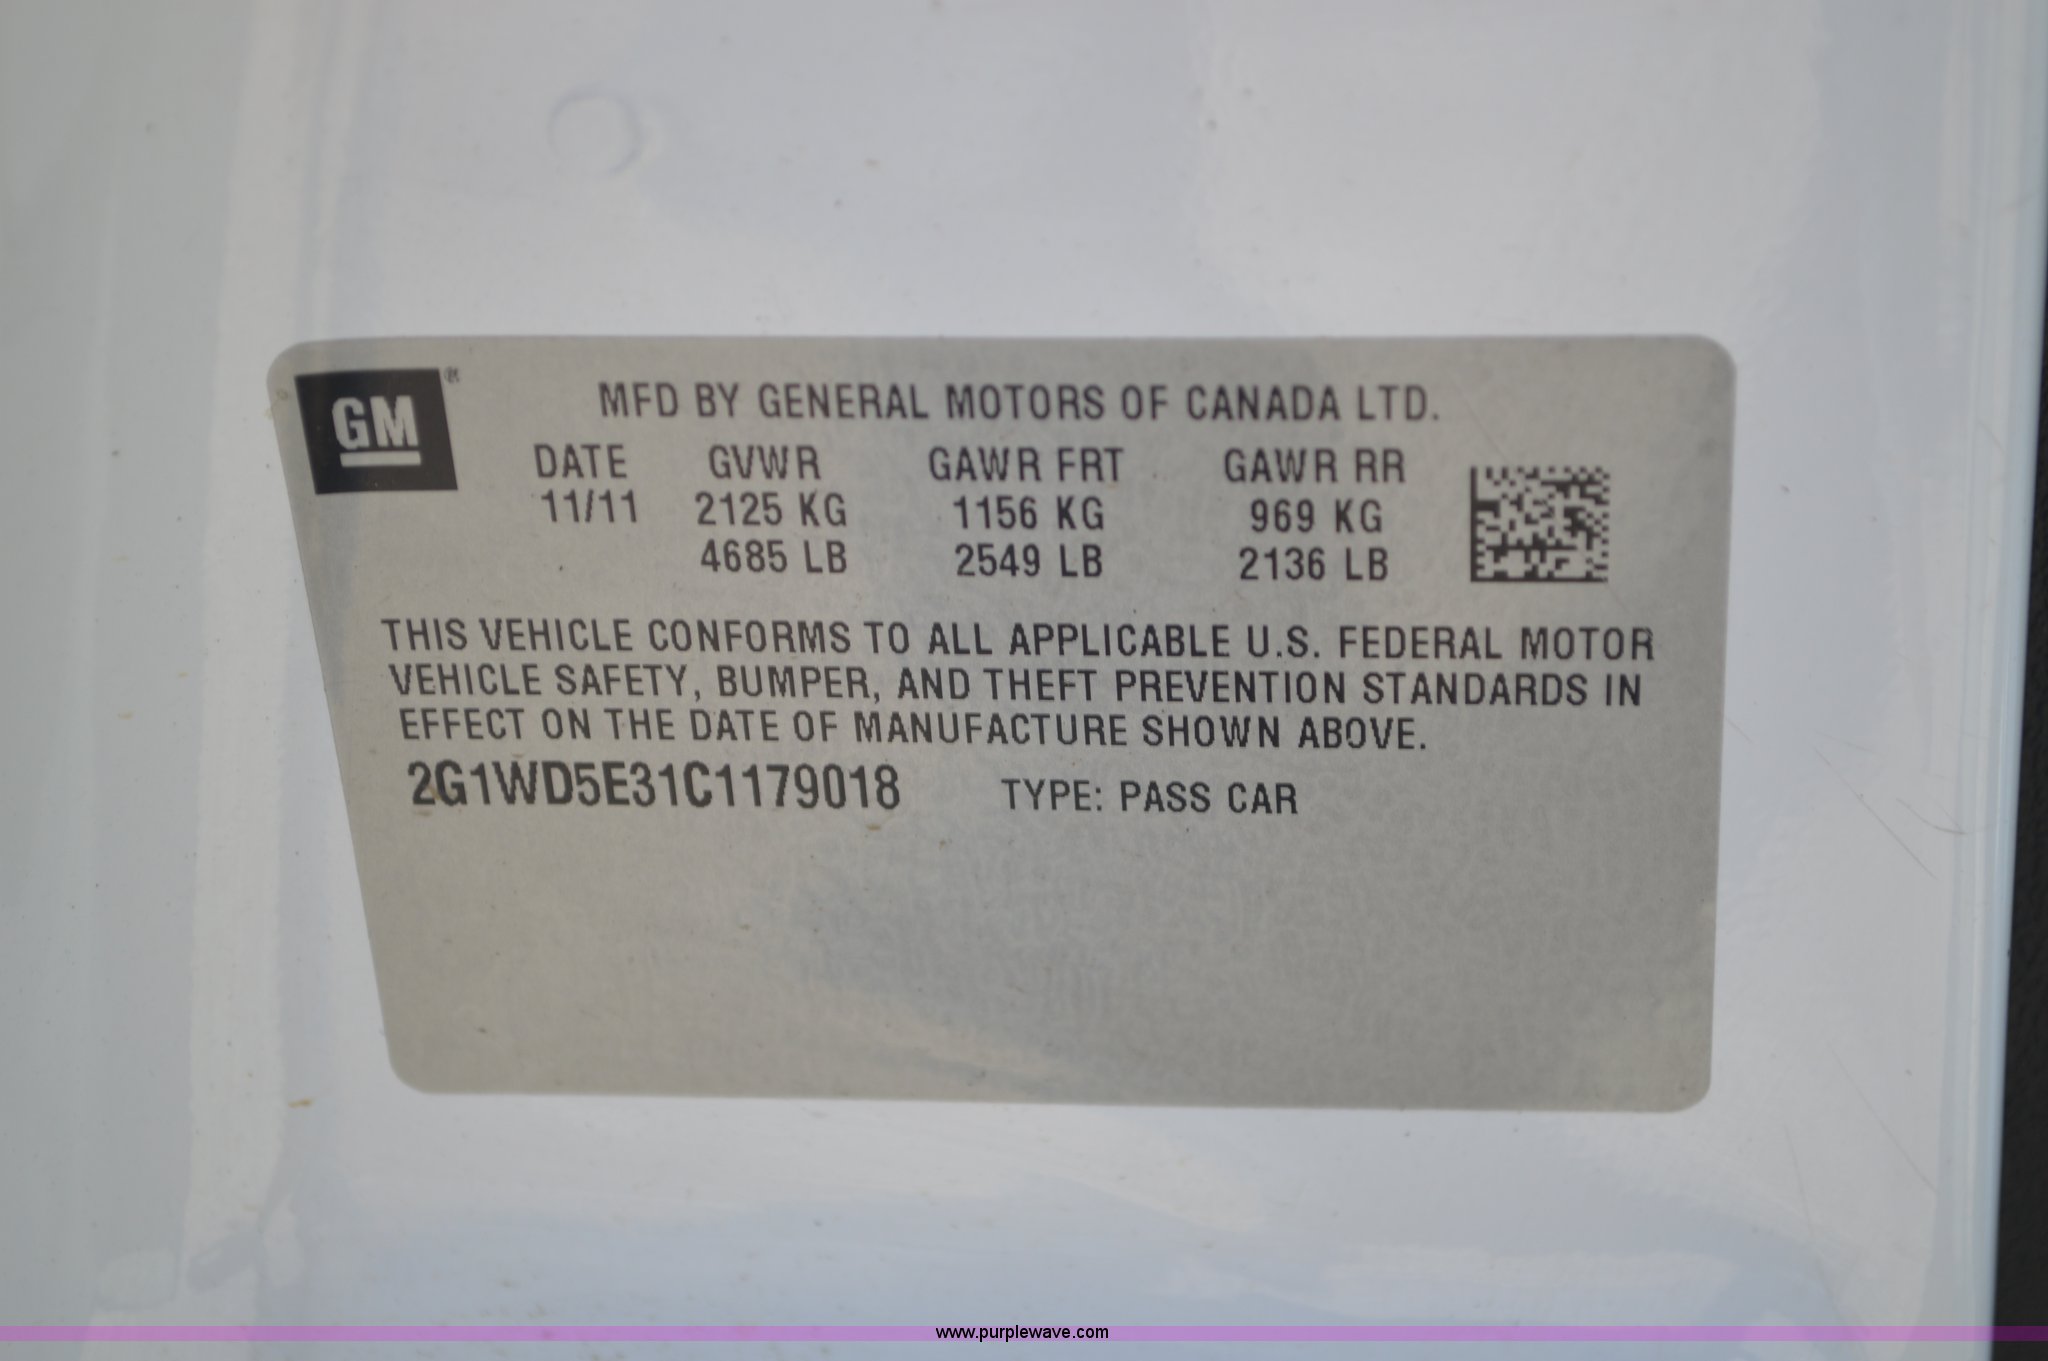 GM®
MFD BY GENERAL MOTORS OF CANADA LTD.
DATE GVWR GAWR FRT GAWR RR
11/11 2125 KG 1156 KG 969 KG
4685 LB 2549 LB 2136 LB
THIS VEHICLE CONFORMS TO ALL APPLICABLE U.S. FEDERAL MOTOR
VEHICLE SAFETY, BUMPER, AND THEFT PREVENTION STANDARDS IN
EFFECT ON THE DATE OF MANUFACTURE SHOWN ABOVE.
2G1WD5E31C1179018 TYPE: PASS CAR
www.purplewave.com